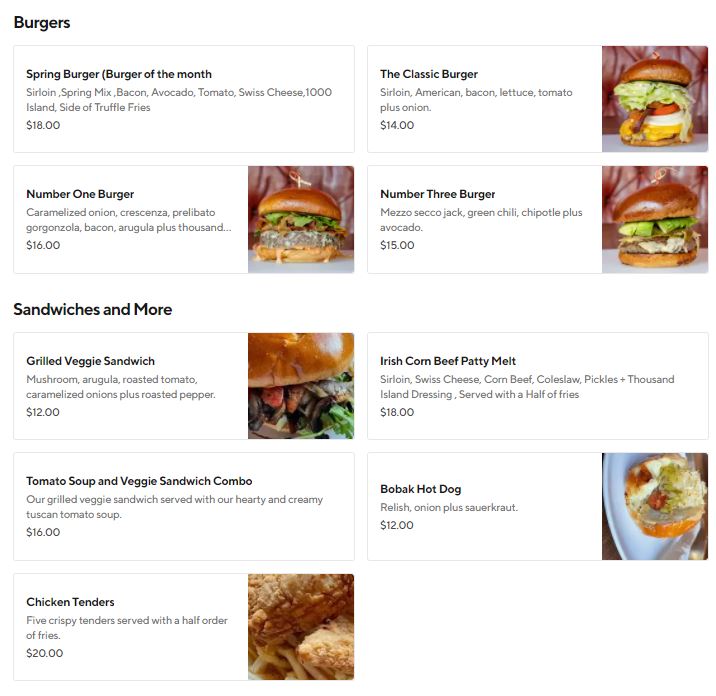 Burgers
Spring Burger (Burger of the month
Sirloin ,Spring Mix ,Bacon, Avocado, Tomato, Swiss Cheese,1000
Island, Side of Truffle Fries
$18.00
The Classic Burger
Sirloin, American, bacon, lettuce, tomato
plus onion.
$14.00
Number One Burger
Caramelized onion, crescenza, prelibato
gorgonzola, bacon, arugula plus thousand...
$16.00
Number Three Burger
Mezzo secco jack, green chili, chipotle plus
avocado.
$15.00
Sandwiches and More
Grilled Veggie Sandwich
Mushroom, arugula, roasted tomato,
caramelized onions plus roasted pepper.
$12.00
Irish Corn Beef Patty Melt
Sirloin, Swiss Cheese, Corn Beef, Coleslaw, Pickles + Thousand
Island Dressing , Served with a Half of fries
$18.00
Tomato Soup and Veggie Sandwich Combo
Our grilled veggie sandwich served with our hearty and creamy
tuscan tomato soup.
$16.00
Bobak Hot Dog
Relish, onion plus sauerkraut.
$12.00
Chicken Tenders
Five crispy tenders served with a half order
of fries.
$20.00